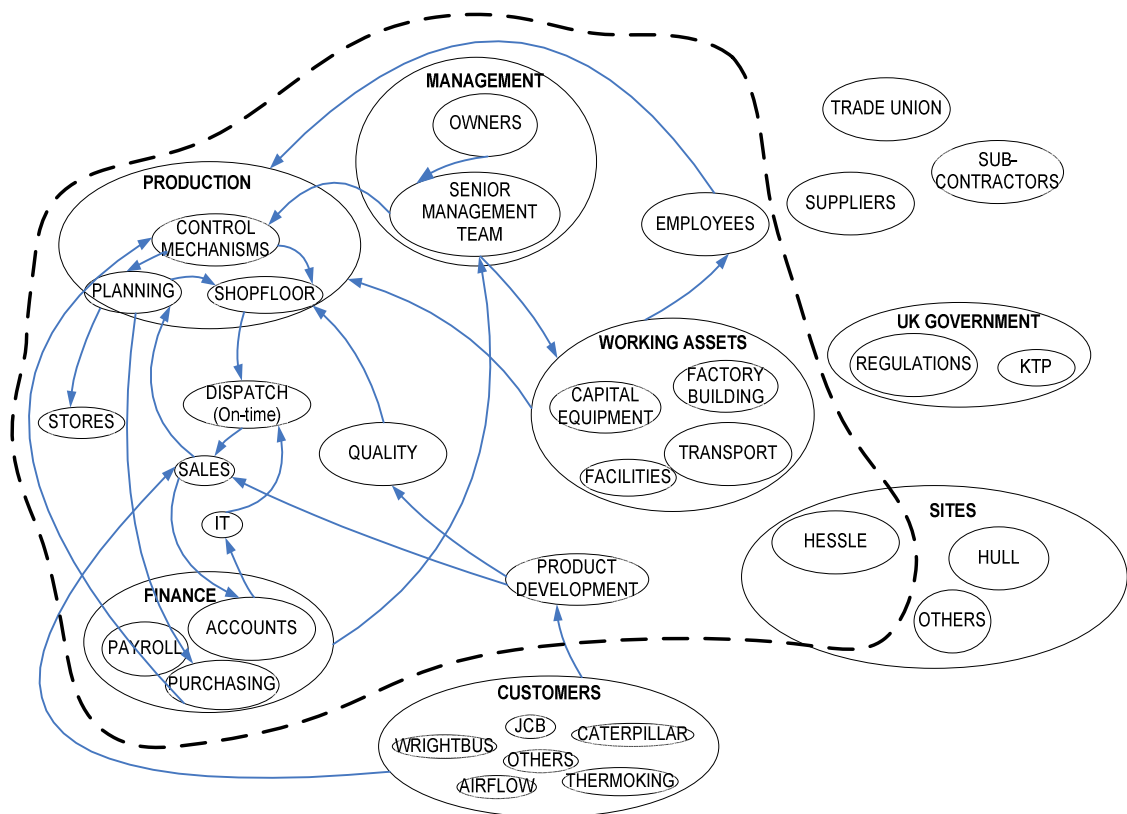 MANAGEMENT
OWNERS
SENIOR
MANAGEMENT
TEAM
TRADE UNION
SUB-
CONTRACTORS
SUPPLIERS
EMPLOYEES
PRODUCTION
CONTROL
MECHANISMS
PLANNING
SHOPFLOOR
UK GOVERNMENT
REGULATIONS
KTP
WORKING ASSETS
CAPITAL
EQUIPMENT
FACTORY
BUILDING
TRANSPORT
FACILITIES
STORES
DISPATCH
(On-time)
QUALITY
SALES
IT
SITES
HESSLE
HULL
OTHERS
PRODUCT
DEVELOPMENT
FINANCE
ACCOUNTS
PAYROLL
PURCHASING
CUSTOMERS
JCB
CATERPILLAR
WRIGHTBUS
OTHERS
AIRFLOW
THERMOKING